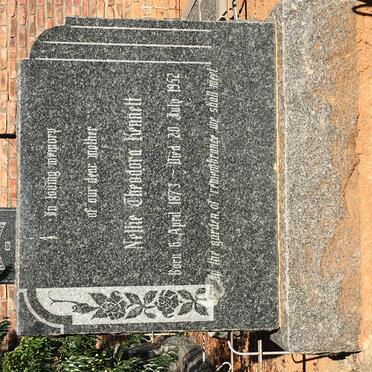 In loving memory
of our dear mother
Nellie Theodora Kennett
Born 6 April 1873 — Died 20 July 1952
In the garden of remembrance we shall meet